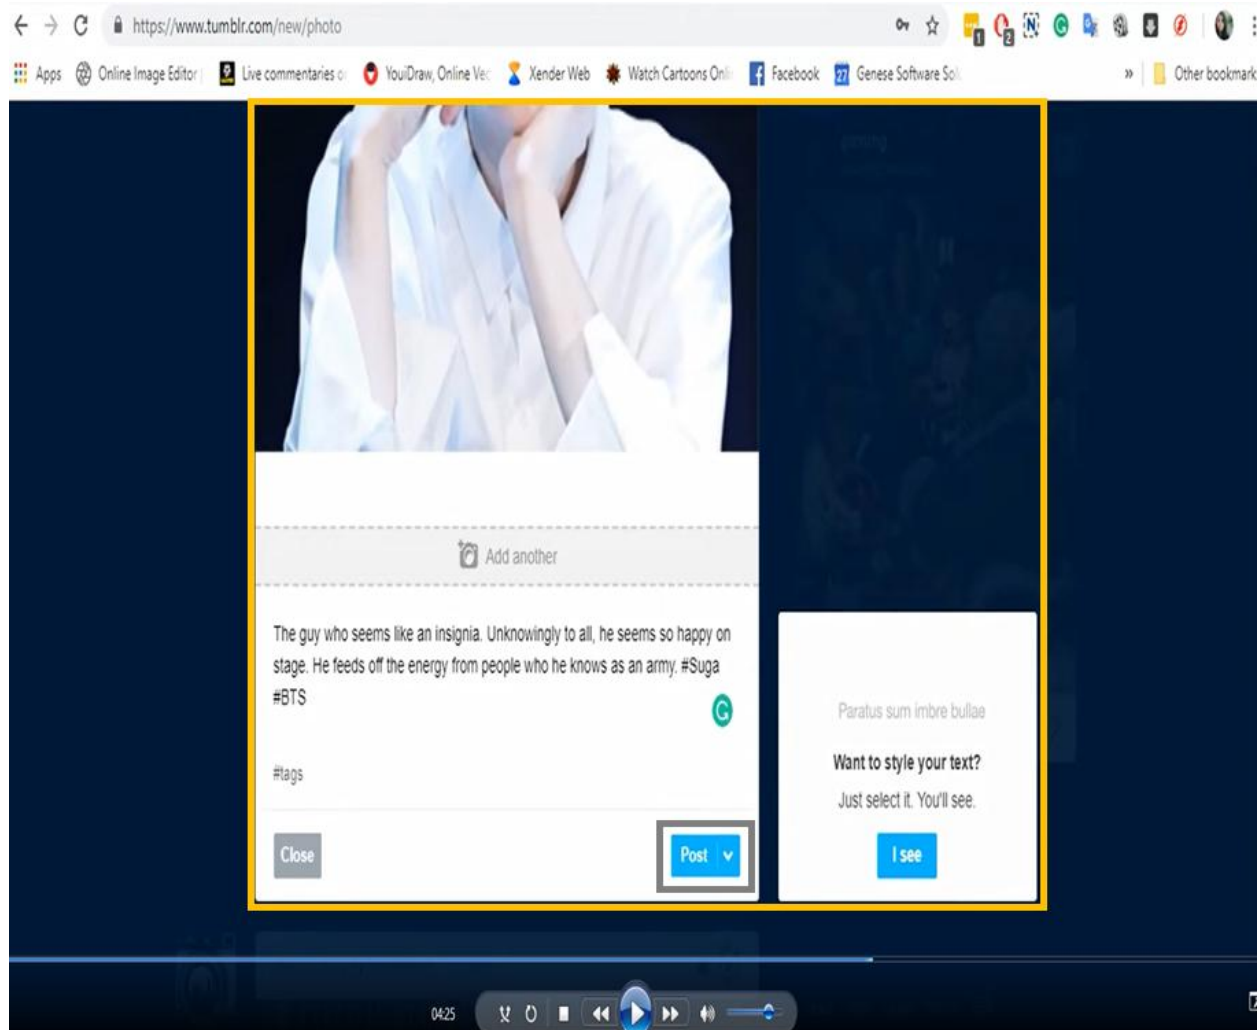 https://www.tumblr.com/new/photo
1
2
Apps
Online Image Editor
Live commentaries o
YouiDraw, Online Vec
Xender Web
Watch Cartoons Onli
Facebook
27
Genese Software Sol
»
Other bookmark
Add another
The guy who seems like an insignia. Unknowingly to all, he seems so happy on
stage. He feeds off the energy from people who he knows as an army. #Suga
#BTS
#tags
Close
Post
Paratus sum imbre bullae
Want to style your text?
Just select it. You'll see.
I see
04:25